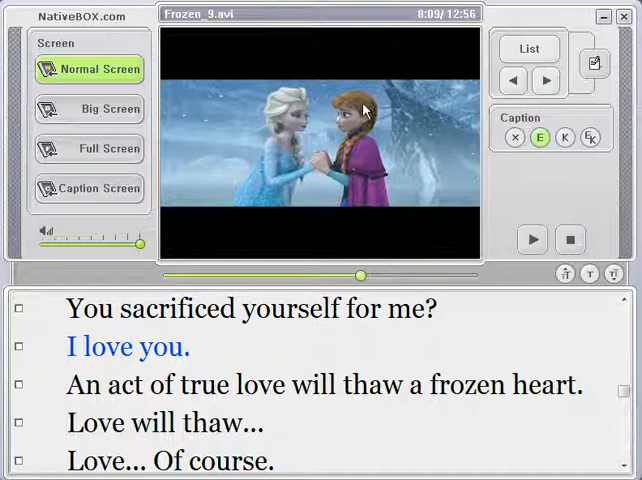 NativeBOX.com
Frozen_9.avi
8:09/ 12:56
Screen
Normal Screen
Big Screen
Full Screen
Caption Screen
List
Caption
E
K
EK
T
T
T
You sacrificed yourself for me?
I love you.
An act of true love will thaw a frozen heart.
Love will thaw...
Love... Of course.